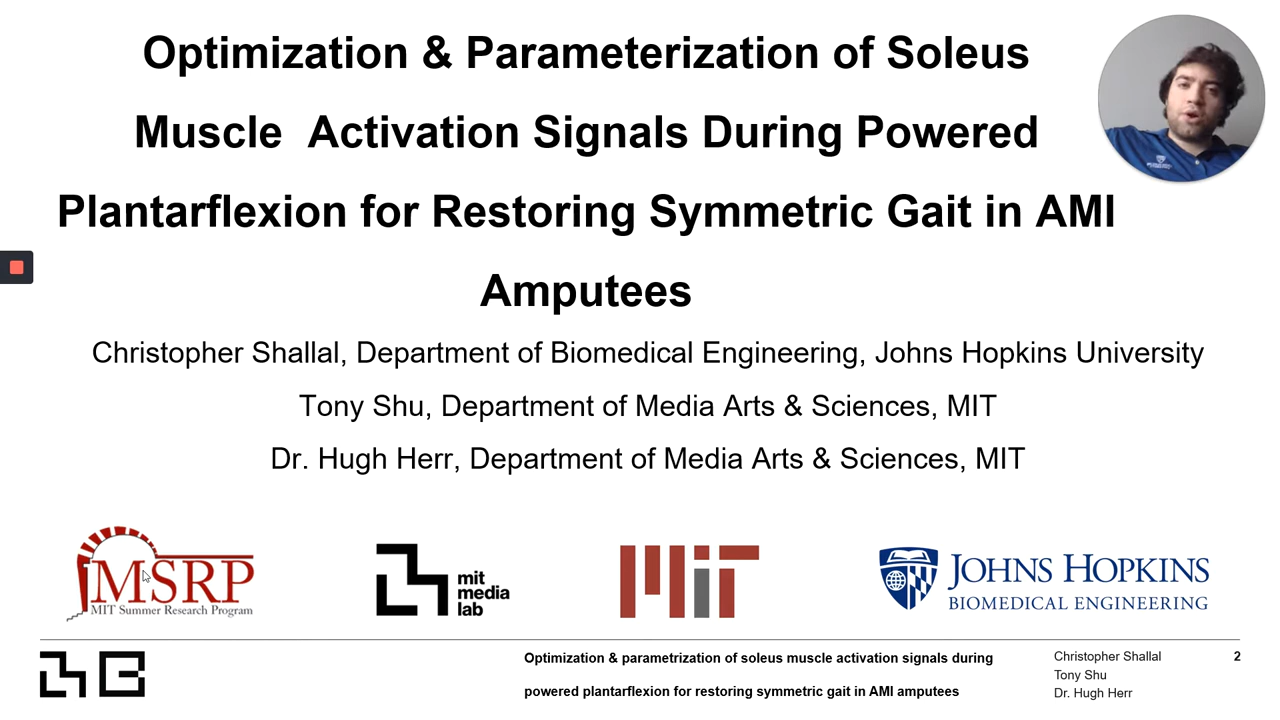 Optimization & Parameterization of Soleus
Muscle  Activation Signals During Powered
Plantarflexion for Restoring Symmetric Gait in AMI
Amputees
Christopher Shallal, Department of Biomedical Engineering, Johns Hopkins University
Tony Shu, Department of Media Arts & Sciences, MIT
Dr. Hugh Herr, Department of Media Arts & Sciences, MIT
MSRP
MIT Summer Research Program
mit
media
lab
MIT
JOHNS HOPKINS
BIOMEDICAL ENGINEERING
Optimization & parametrization of soleus muscle activation signals during
powered plantarflexion for restoring symmetric gait in AMI amputees
Christopher Shallal
Tony Shu
Dr. Hugh Herr
2